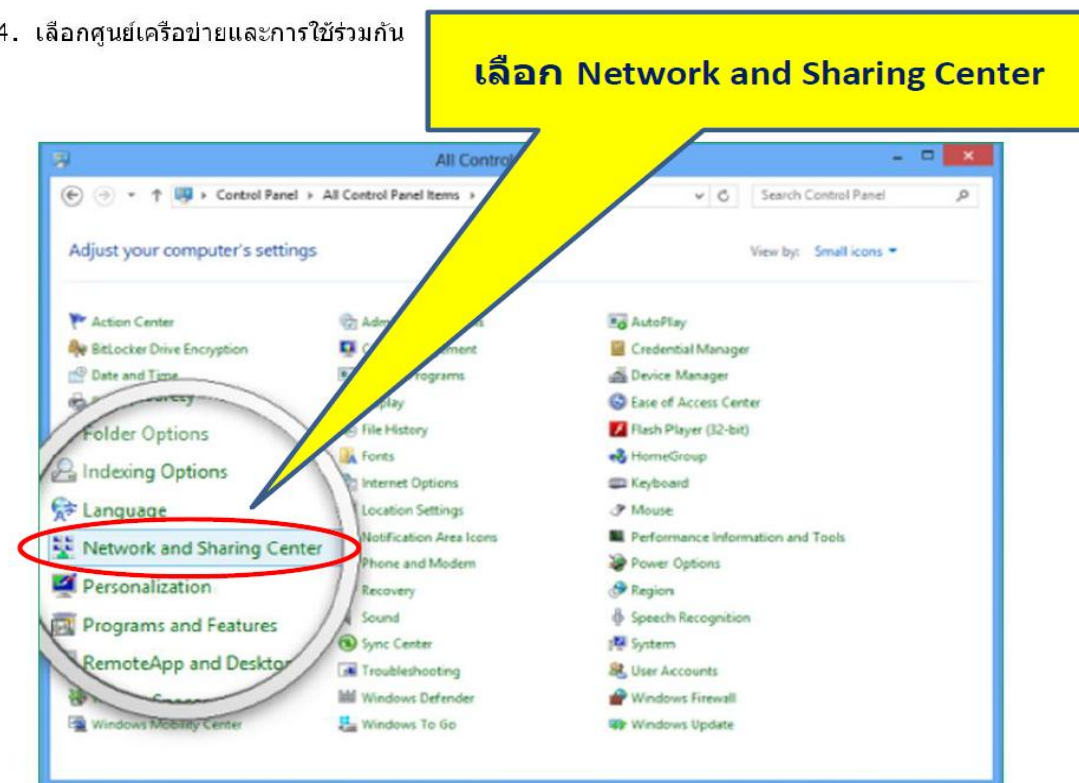 4. เลือกศูนย์เครือข่ายและการใช้ร่วมกัน
เลือก Network and Sharing Center
All Control
Control Panel All Control Panel Items
Search Control Panel
Adjust your computer's settings
View by: Small icons
Action Center
AutoPlay
BitLocker Drive Encryption
Credential Manager
Date and Time
Device Manager
Ease of Access Center
Folder Options
File History
Flash Player (32-bit)
Indexing Options
Fonts
HomeGroup
Internet Options
Keyboard
Language
Location Settings
Mouse
Network and Sharing Center
Notification Area Icons
Performance Information and Tools
Phone and Modem
Power Options
Personalization
Recovery
Region
Programs and Features
Sound
Speech Recognition
Sync Center
System
RemoteApp and
Troubleshooting
User Accounts
Windows Defender
Windows Firewall
Windows Mobility Center
Windows To Go
Windows Update